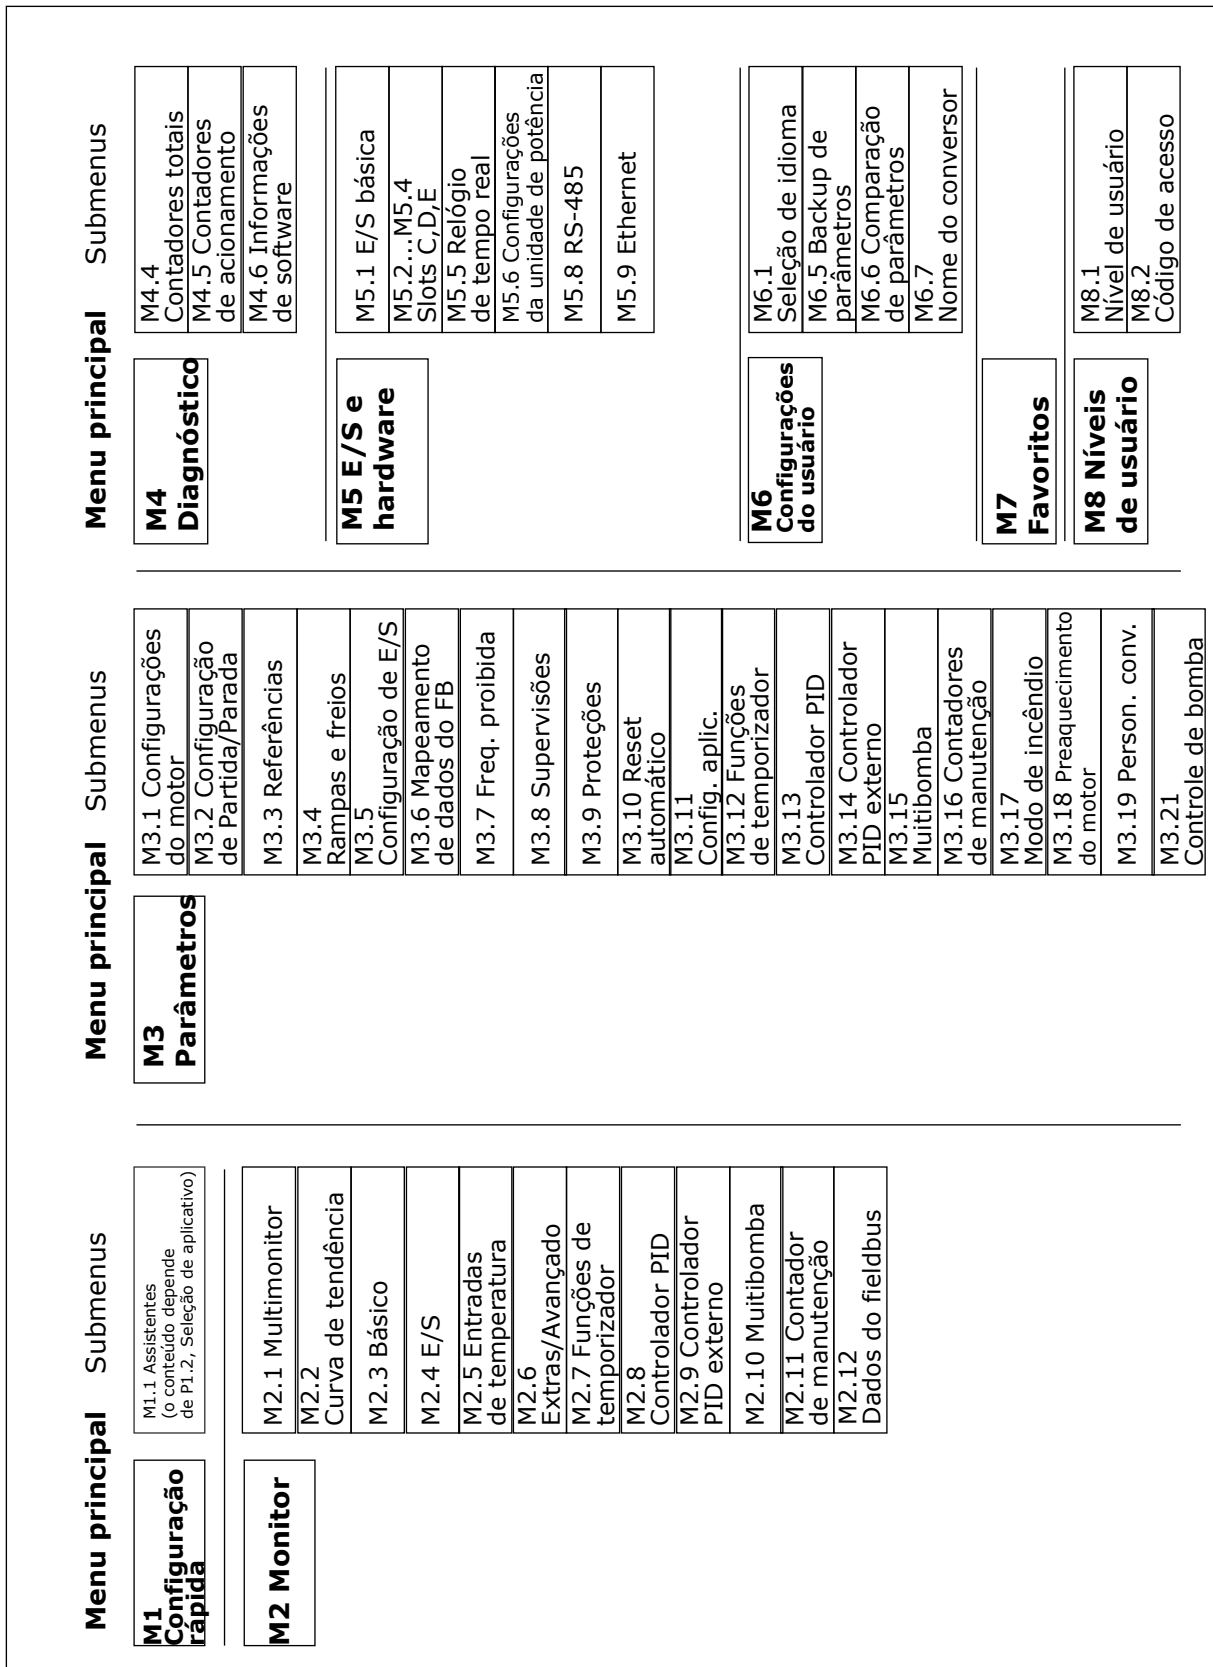 Menu principal
Submenus
M1
Configuração
rápida
M1.1 Assistentes
(o conteúdo depende
de P1.2, Seleção de aplicativo)
M2 Monitor
M2.1 Multimonitor
M2.2
Curva de tendência
M2.3 Básico
M2.4 E/S
M2.5 Entradas
de temperatura
M2.6
Extras/Avançado
M2.7 Funções de
temporizador
M2.8
Controlador PID
M2.9 Controlador
PID externo
M2.10 Muitibomba
M2.11 Contador
de manutenção
M2.12
Dados do fieldbus
Menu principal
Submenus
M3
Parâmetros
M3.1 Configurações
do motor
M3.2 Configuração
de Partida/Parada
M3.3 Referências
M3.4
Rampas e freios
M3.5
Configuração de E/S
M3.6 Mapeamento
de dados do FB
M3.7 Freq. proibida
M3.8 Supervisões
M3.9 Proteções
M3.10 Reset
automático
M3.11
Config. aplic.
M3.12 Funções
de temporizador
M3.13
Controlador PID
M3.14 Controlador
PID externo
M3.15
Muitibomba
M3.16 Contadores
de manutenção
M3.17
Modo de incêndio
M3.18 Preaquecimento
do motor
M3.19 Person. conv.
M3.21
Controle de bomba
Menu principal
Submenus
M4
Diagnóstico
M4.4
Contadores totais
M4.5 Contadores
de acionamento
M4.6 Informações
de software
M5 E/S e
hardware
M5.1 E/S básica
M5.2...M5.4
Slots C,D,E
M5.5 Relógio
de tempo real
M5.6 Configurações
da unidade de potência
M5.8 RS-485
M5.9 Ethernet
M6
Configurações
do usuário
M6.1
Seleção de idioma
M6.5 Backup de
parâmetros
M6.6 Comparação
de parâmetros
M6.7
Nome do conversor
M7
Favoritos
M8 Níveis
de usuário
M8.1
Nível de usuário
M8.2
Código de acesso